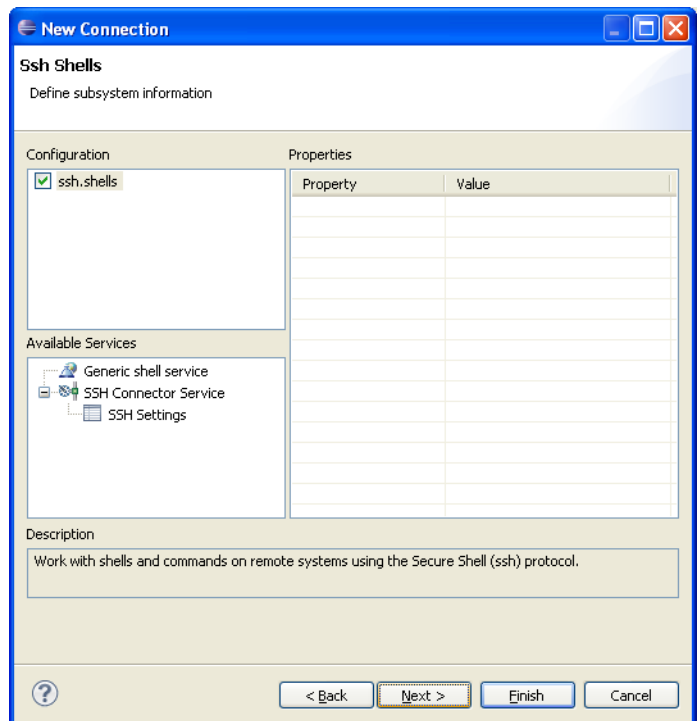 New Connection
Ssh Shells
Define subsystem information
Configuration
Properties
ssh.shells
Property Value
Available Services
Generic shell service
SSH Connector Service
SSH Settings
Description
Work with shells and commands on remote systems using the Secure Shell (ssh) protocol.
? < Back Next > Finish Cancel